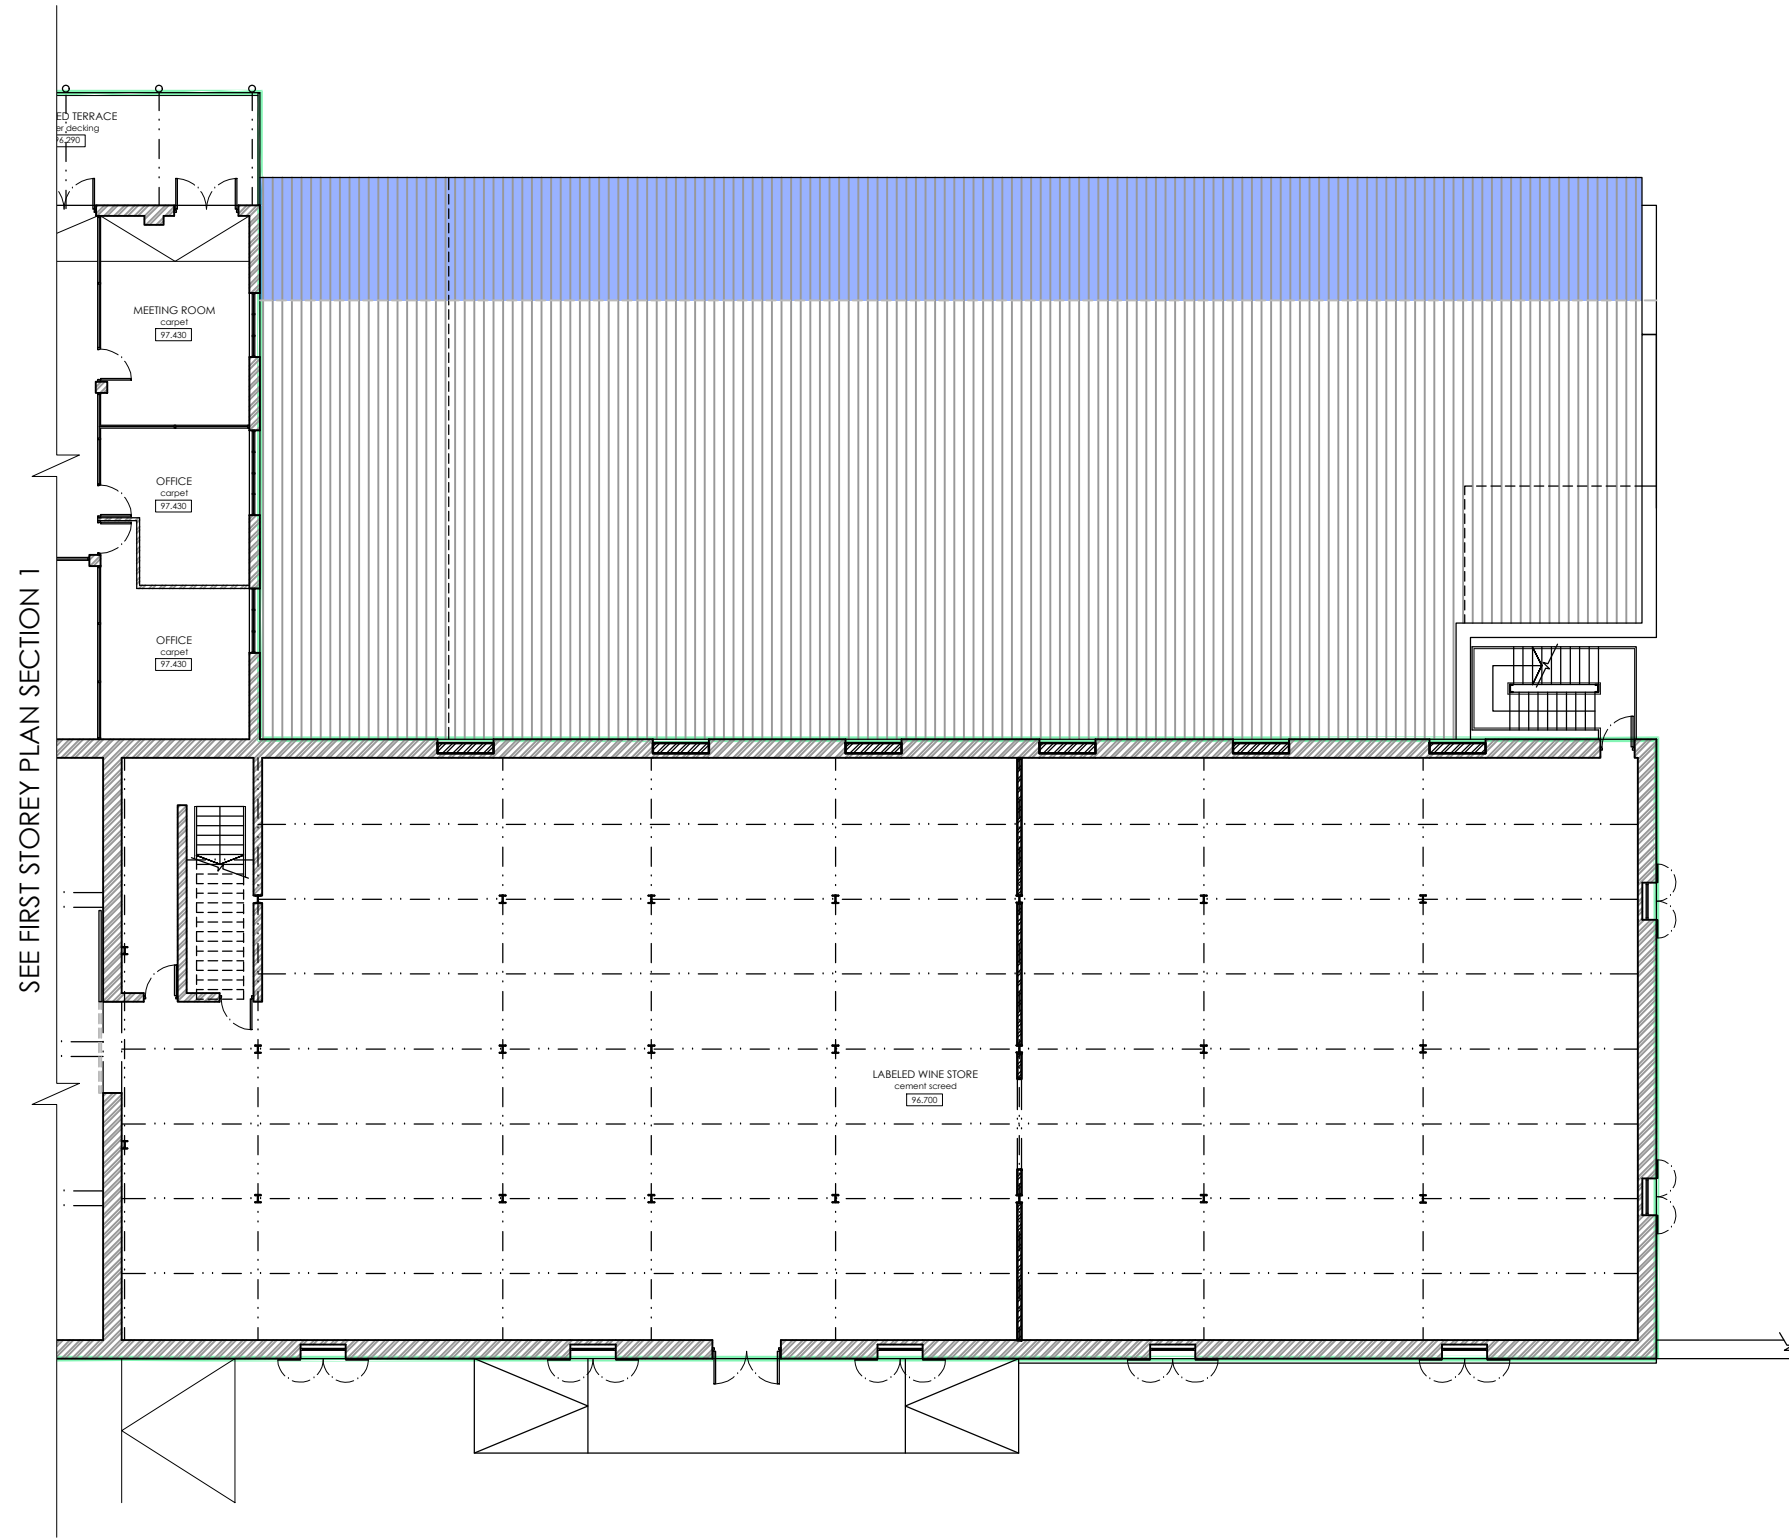 ED TERRACE
er decking
96.290
MEETING ROOM
carpet
97.430
OFFICE
carpet
97.430
OFFICE
carpet
97.430
SEE FIRST STOREY PLAN SECTION 1
LABELED WINE STORE
cement screed
96.700